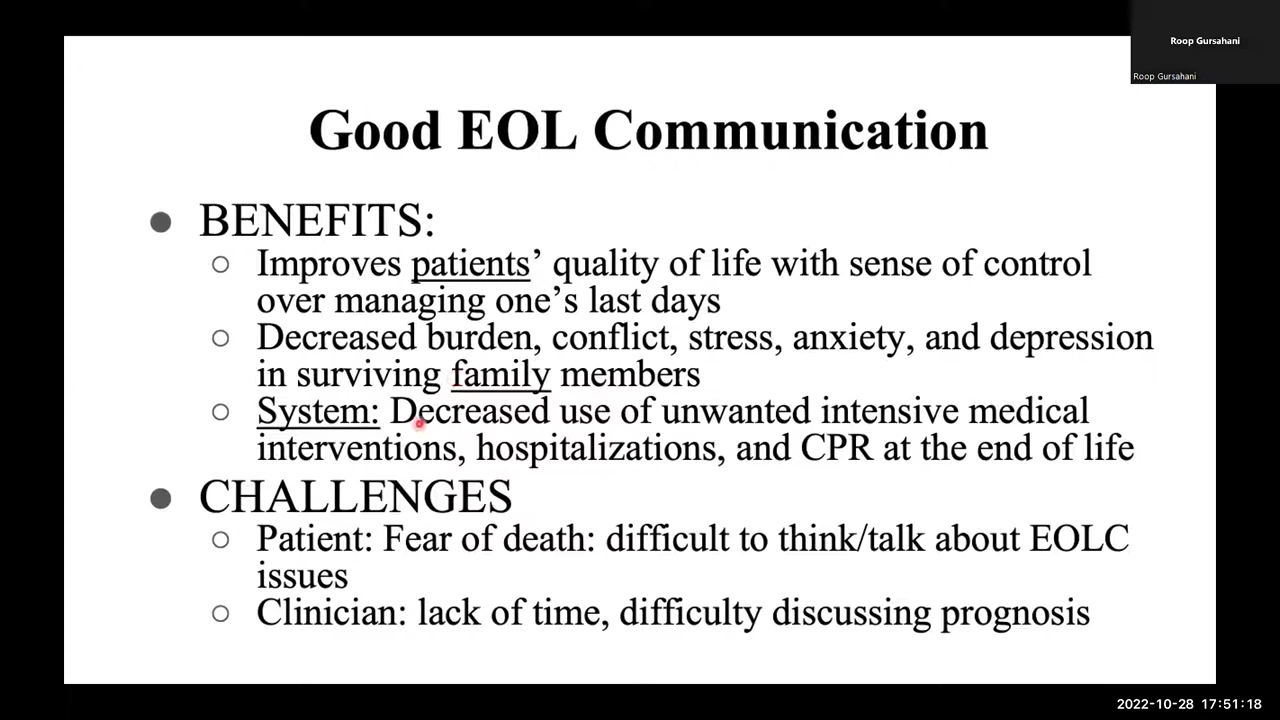 Roop Gursahani
Roop Gursahani
Good EOL Communication
● BENEFITS:
○ Improves patients’ quality of life with sense of control
over managing one’s last days
○ Decreased burden, conflict, stress, anxiety, and depression
in surviving family members
○ System: Decreased use of unwanted intensive medical
interventions, hospitalizations, and CPR at the end of life
● CHALLENGES
○ Patient: Fear of death: difficult to think/talk about EOLC
issues
○ Clinician: lack of time, difficulty discussing prognosis
2022-10-28 17:51:18